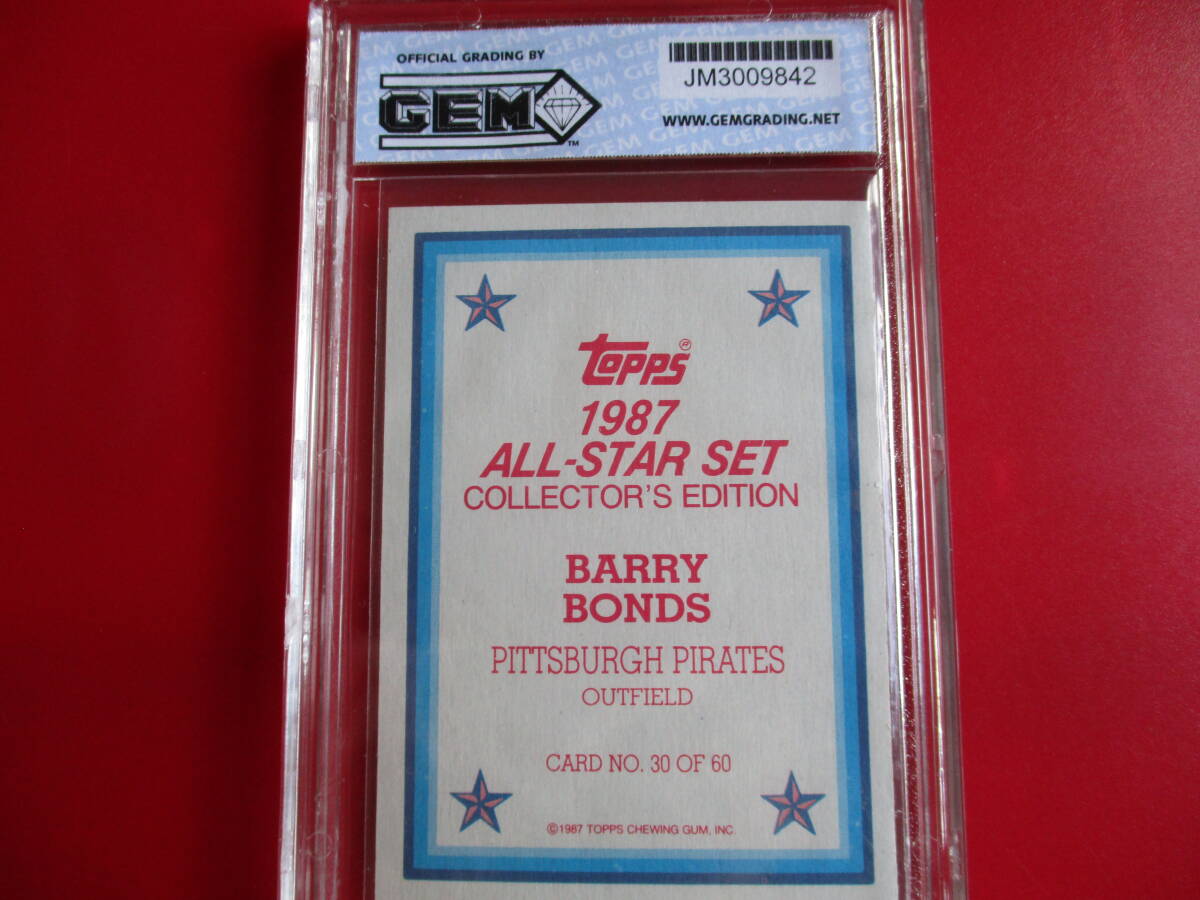 OFFICIAL GRADING BY
GEM
TM
JM3009842
WWW.GEMGRADING.NET
TOPPS®
1987
ALL-STAR SET
COLLECTOR'S EDITION
BARRY
BONDS
PITTSBURGH PIRATES
OUTFIELD
CARD NO. 30 OF 60
©1987 TOPPS CHEWING GUM, INC.